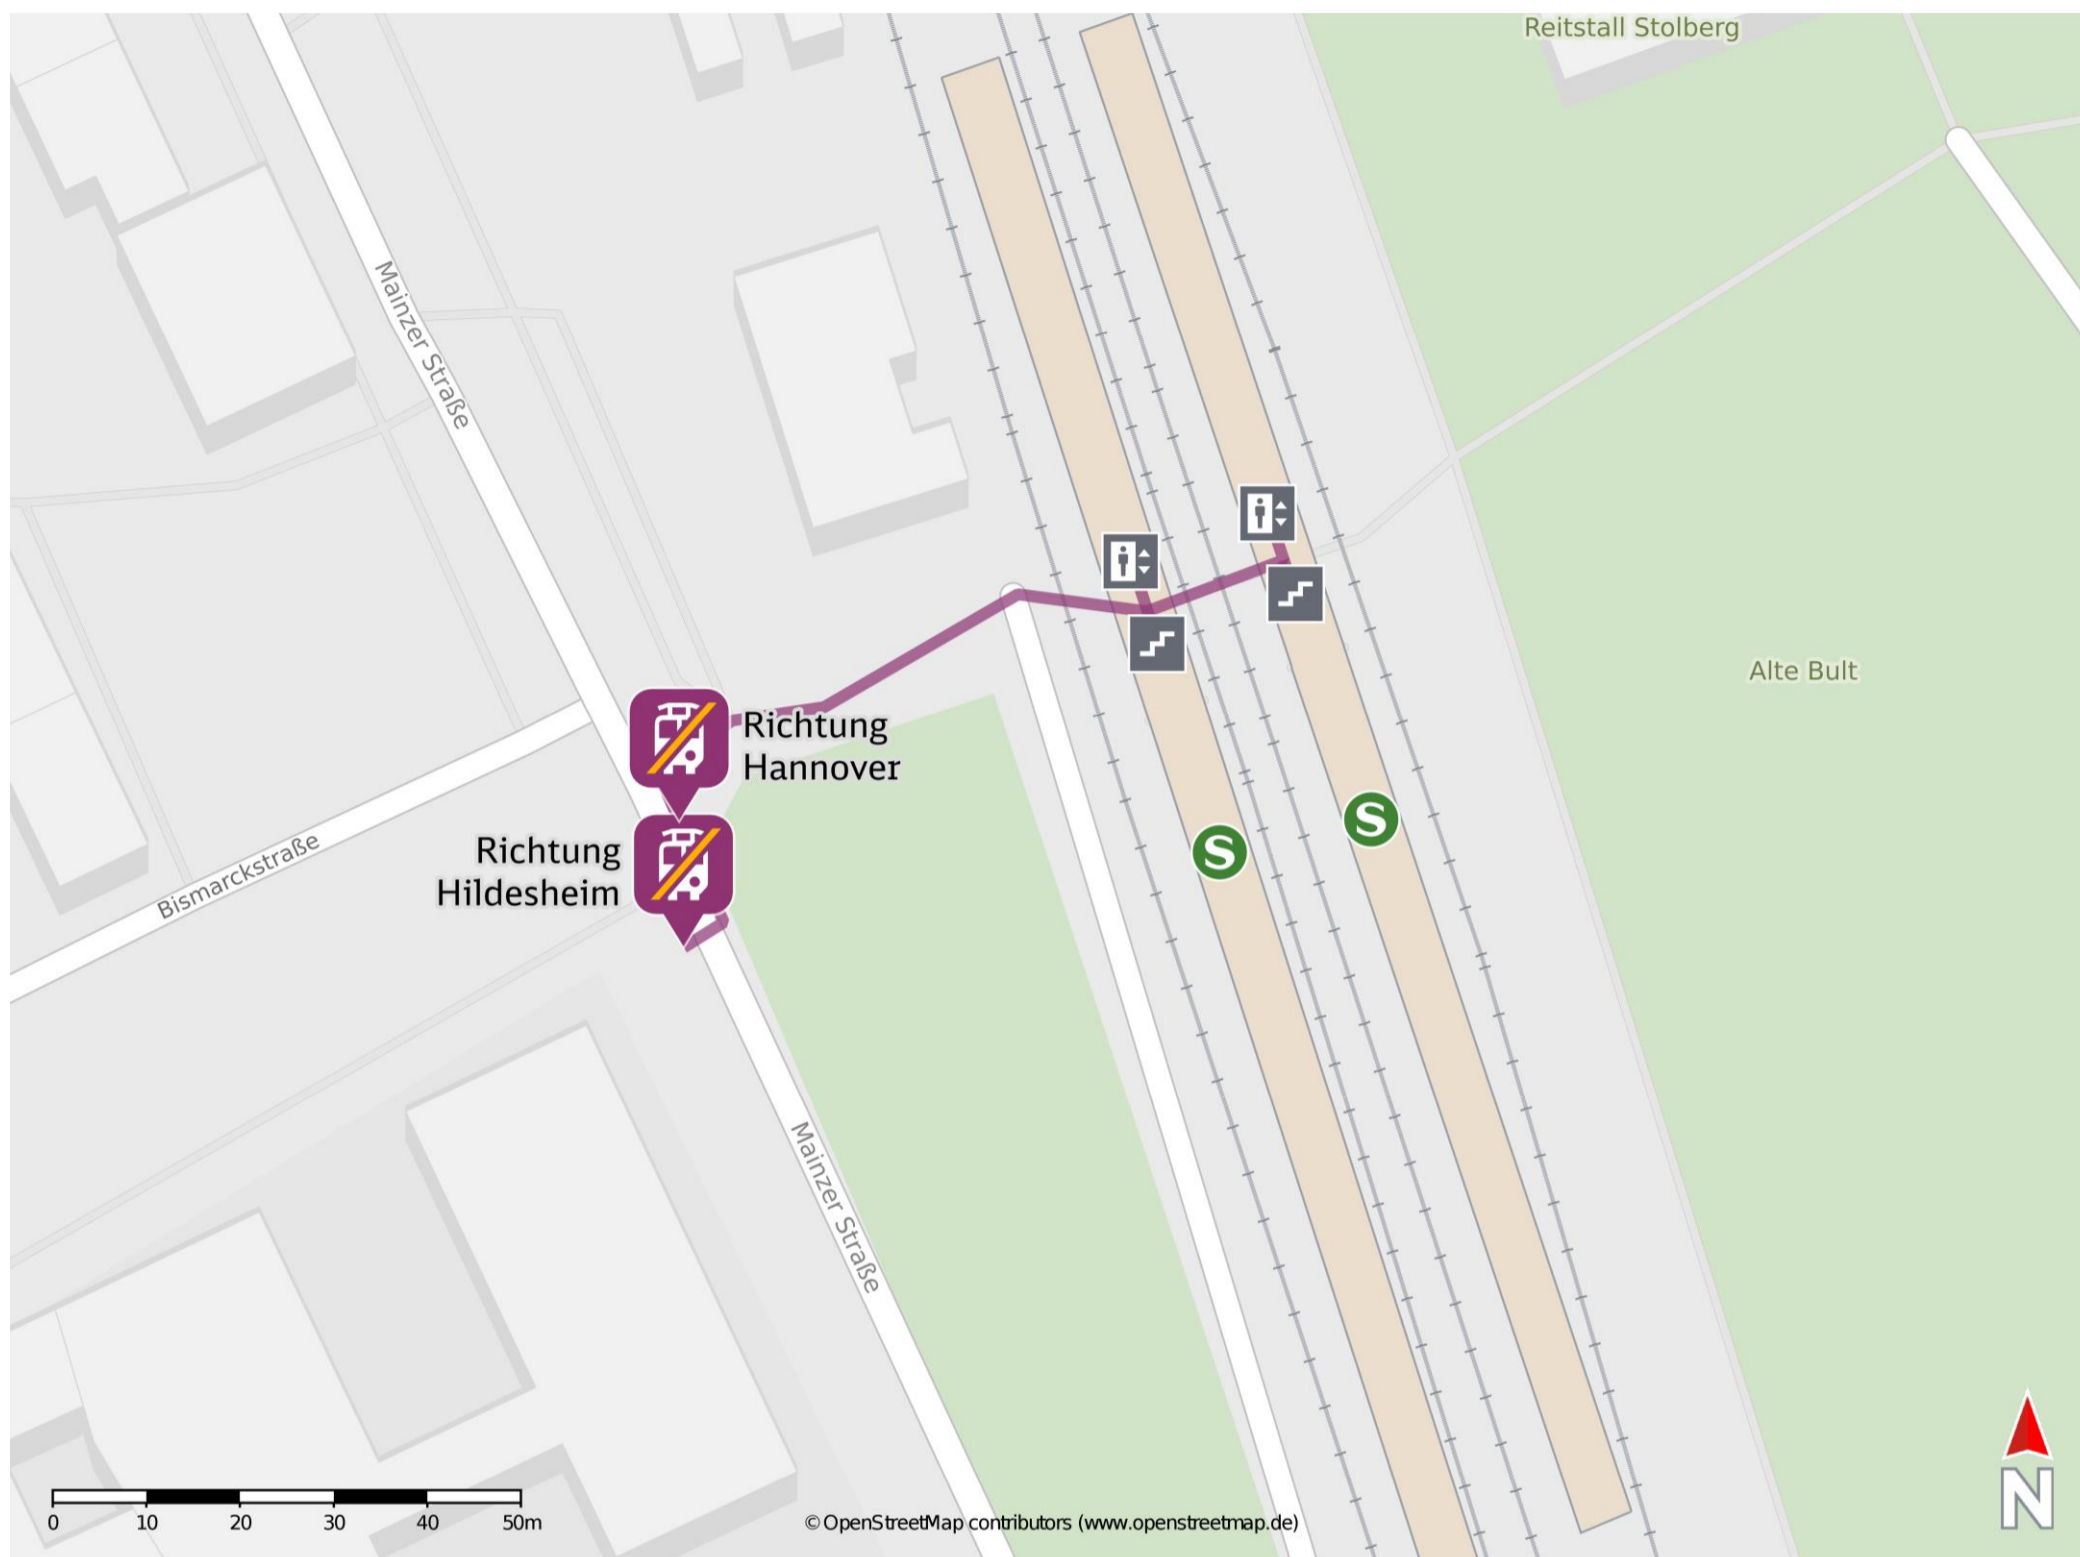 Reitstall Stolberg
Mainzer Straße
Alte Bult
Richtung
Hannover
S
S
Richtung
Hildesheim
Bismarckstraße
Mainzer Straße
N
0 10 20 30 40 50m
© OpenStreetMap contributors (www.openstreetmap.de)